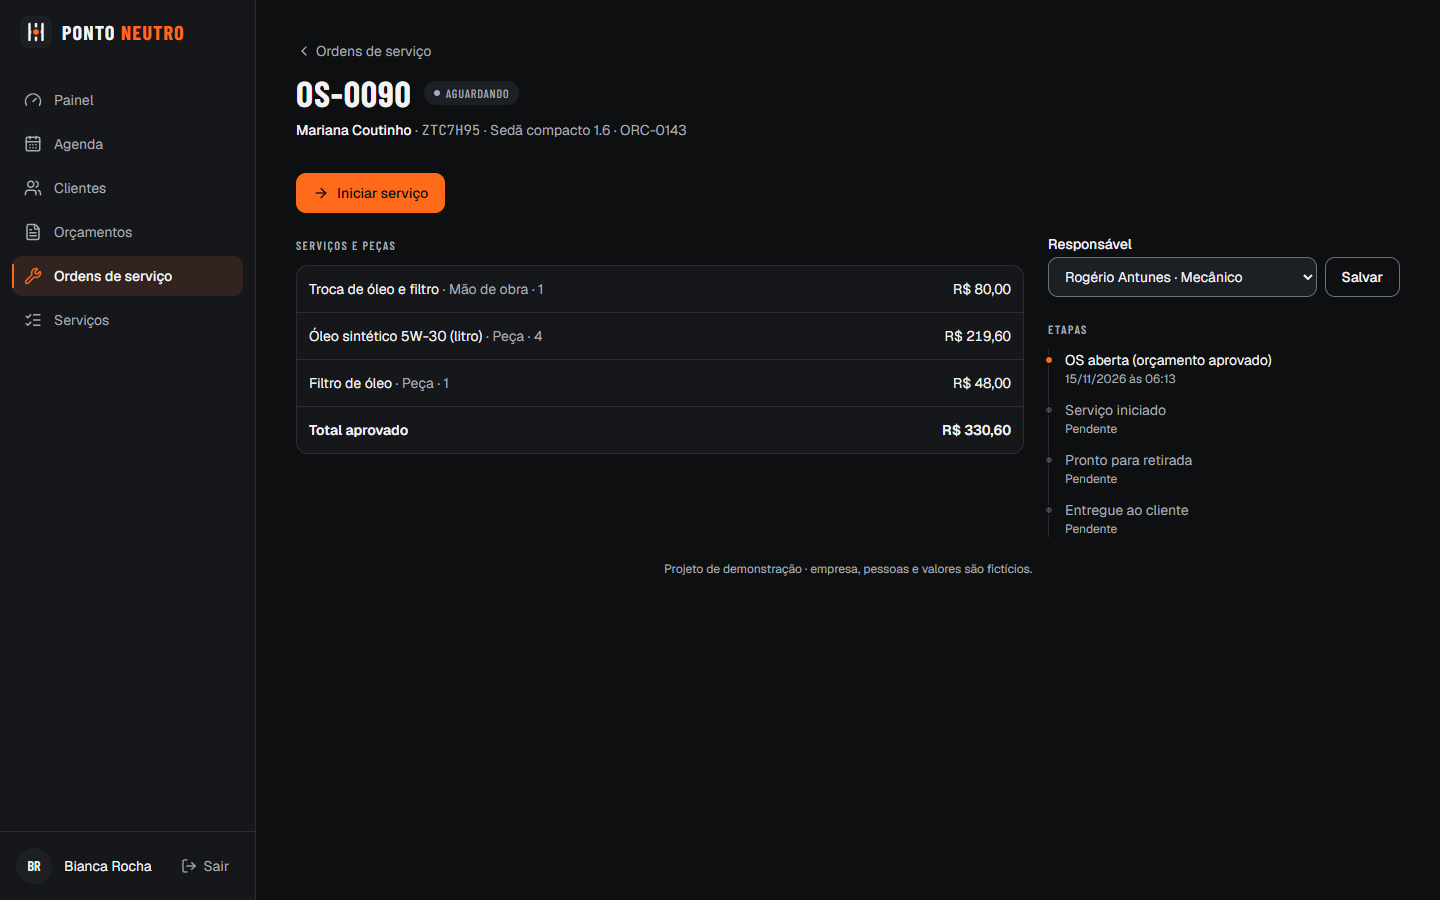 PONTO NEUTRO
Painel
Agenda
Clientes
Orçamentos
Ordens de serviço
Serviços
BR
Bianca Rocha
Sair
Ordens de serviço
OS-0090
AGUARDANDO
Mariana Coutinho · ZTC7H95 · Sedã compacto 1.6 · ORC-0143
Iniciar serviço
SERVIÇOS E PEÇAS
Troca de óleo e filtro · Mão de obra · 1 R$ 80,00
Óleo sintético 5W-30 (litro) · Peça · 4 R$ 219,60
Filtro de óleo · Peça · 1 R$ 48,00
Total aprovado R$ 330,60
Responsável
Rogério Antunes · Mecânico
Salvar
ETAPAS
OS aberta (orçamento aprovado)
15/11/2026 às 06:13
Serviço iniciado
Pendente
Pronto para retirada
Pendente
Entregue ao cliente
Pendente
Projeto de demonstração · empresa, pessoas e valores são fictícios.